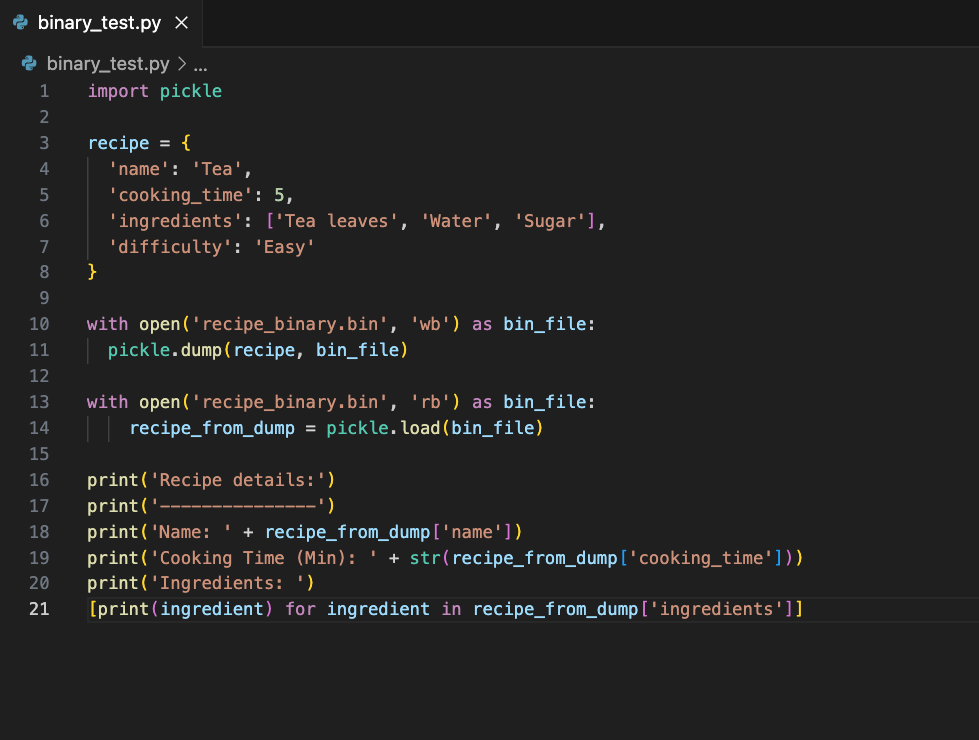 binary_test.py
binary_test.py > ...
1 import pickle
2
3 recipe = {
4   'name': 'Tea',
5   'cooking_time': 5,
6   'ingredients': ['Tea leaves', 'Water', 'Sugar'],
7   'difficulty': 'Easy'
8 }
9
10 with open('recipe_binary.bin', 'wb') as bin_file:
11   pickle.dump(recipe, bin_file)
12
13 with open('recipe_binary.bin', 'rb') as bin_file:
14     recipe_from_dump = pickle.load(bin_file)
15
16 print('Recipe details:')
17 print('---------------')
18 print('Name: ' + recipe_from_dump['name'])
19 print('Cooking Time (Min): ' + str(recipe_from_dump['cooking_time']))
20 print('Ingredients: ')
21 [print(ingredient) for ingredient in recipe_from_dump['ingredients']]